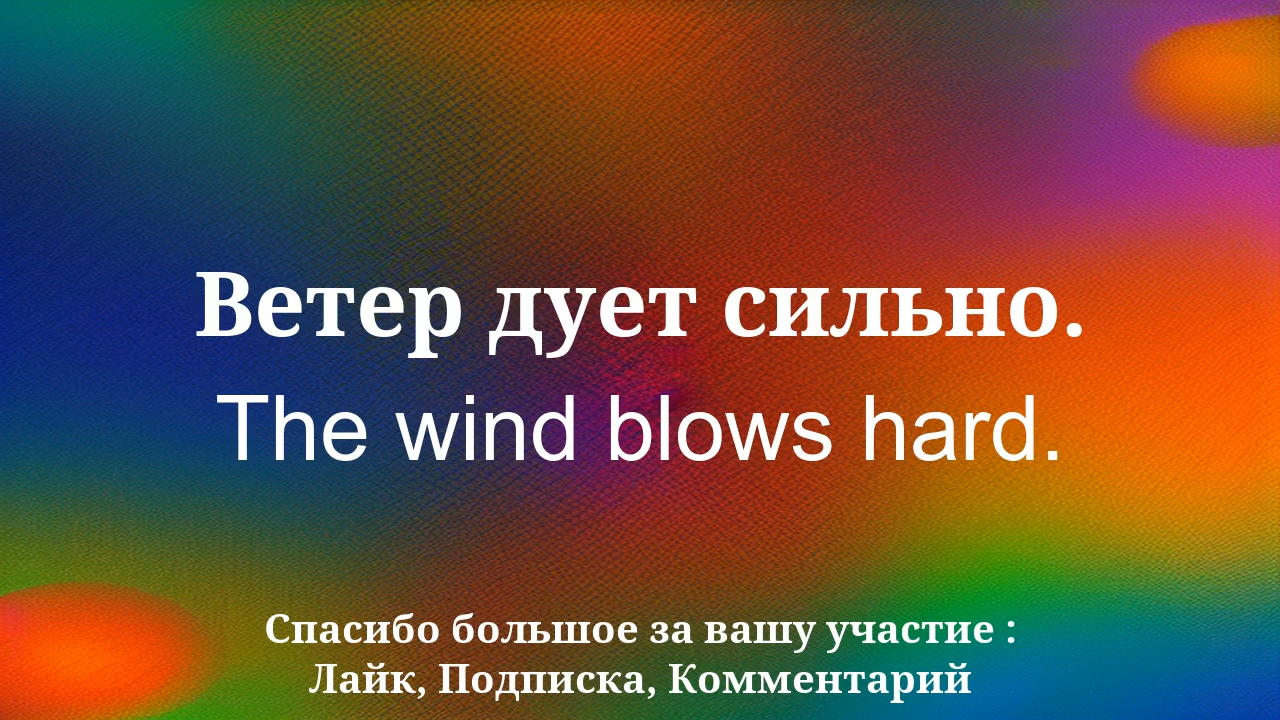 Ветер дует сильно.
The wind blows hard.
Спасибо большое за вашу участие :
Лайк, Подписка, Комментарий